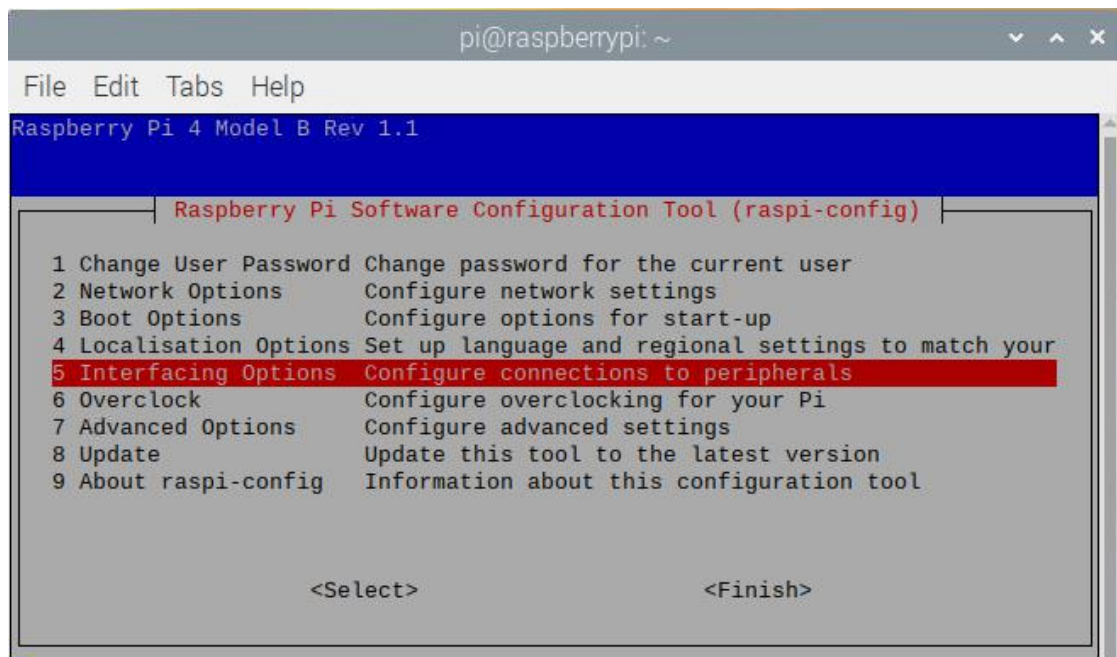 pi@raspberrypi: ~
File Edit Tabs Help
Raspberry Pi 4 Model B Rev 1.1
Raspberry Pi Software Configuration Tool (raspi-config)
1 Change User Password Change password for the current user
2 Network Options Configure network settings
3 Boot Options Configure options for start-up
4 Localisation Options Set up language and regional settings to match your
5 Interfacing Options Configure connections to peripherals
6 Overclock Configure overclocking for your Pi
7 Advanced Options Configure advanced settings
8 Update Update this tool to the latest version
9 About raspi-config Information about this configuration tool
<Select> <Finish>